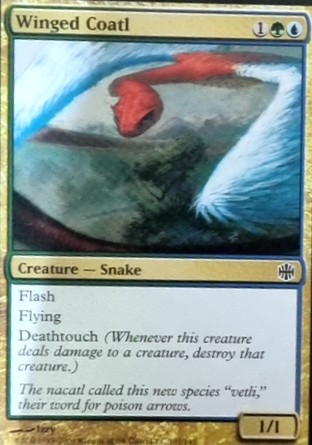 Winged Coatl 1
Creature — Snake
Flash
Flying
Deathtouch (Whenever this creature
deals damage to a creature, destroy that
creature.)
The nacatl called this new species “vetli,”
their word for poison arrows.
1/1